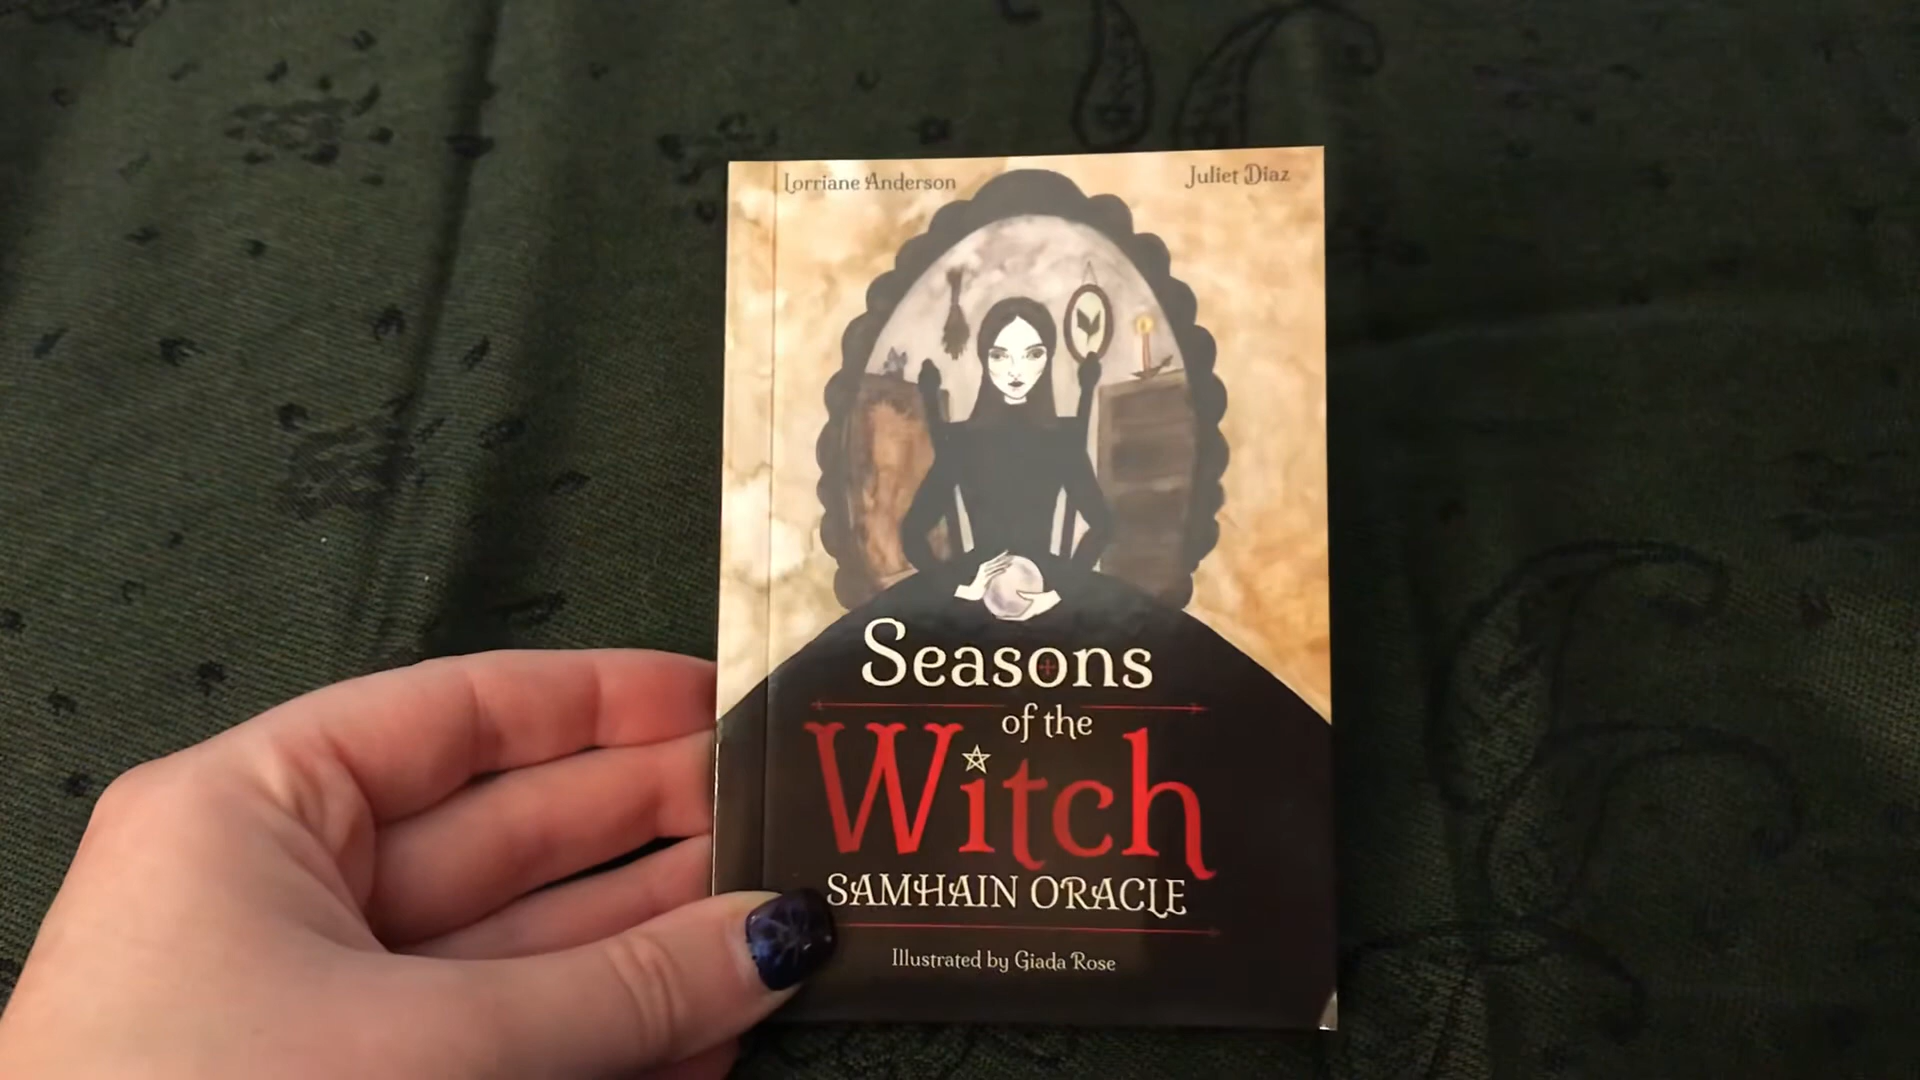 Lorriane Anderson
Juliet Diaz
Seasons
of the
Witch
SAMHAIN ORACLE
Illustrated by Giada Rose